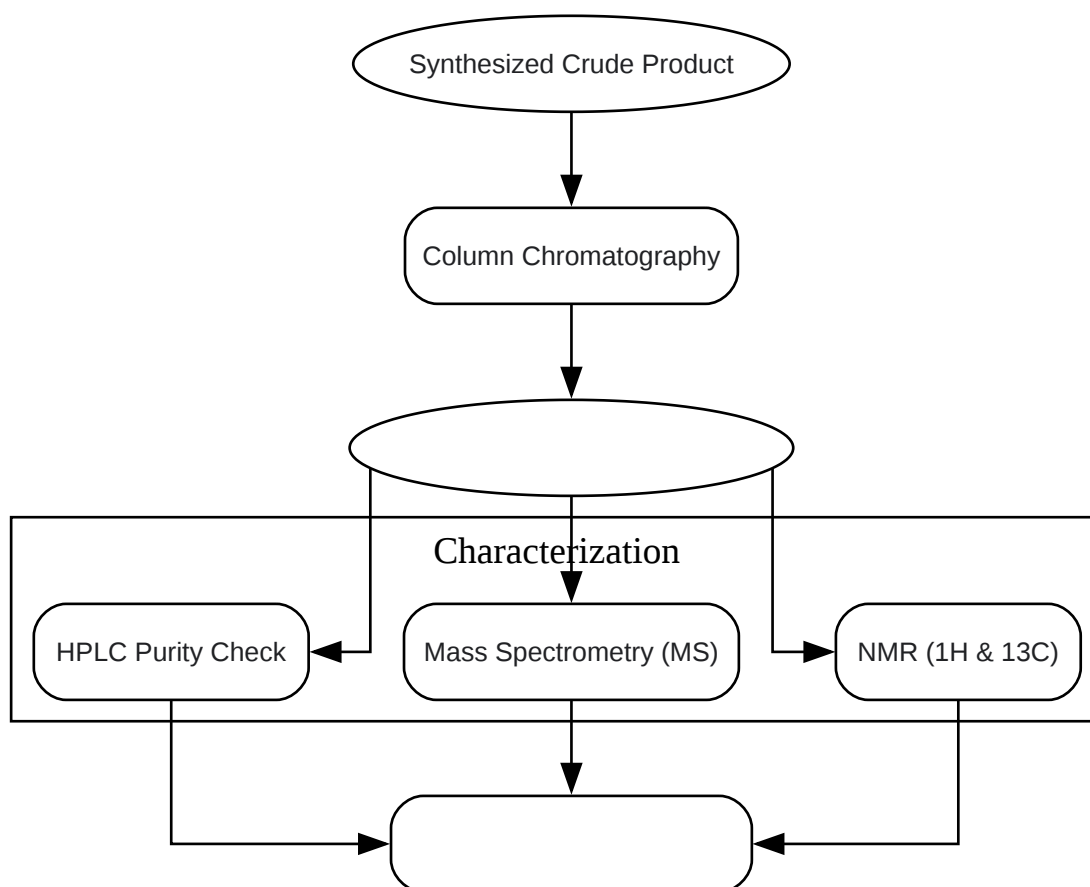 Synthesized Crude Product
Column Chromatography
Characterization
HPLC Purity Check
Mass Spectrometry (MS)
NMR (1H & 13C)